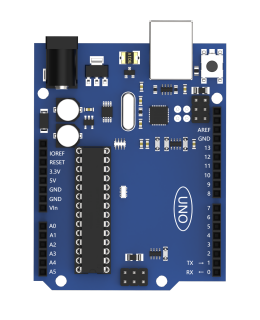 AREF
GND
13
12
11
10
9
8
IOREF
RESET
3.3V
5V
GND
GND
Vin
UNO
7
6
5
4
3
2
TX → 1
RX ← 0
A0
A1
A2
A3
A4
A5